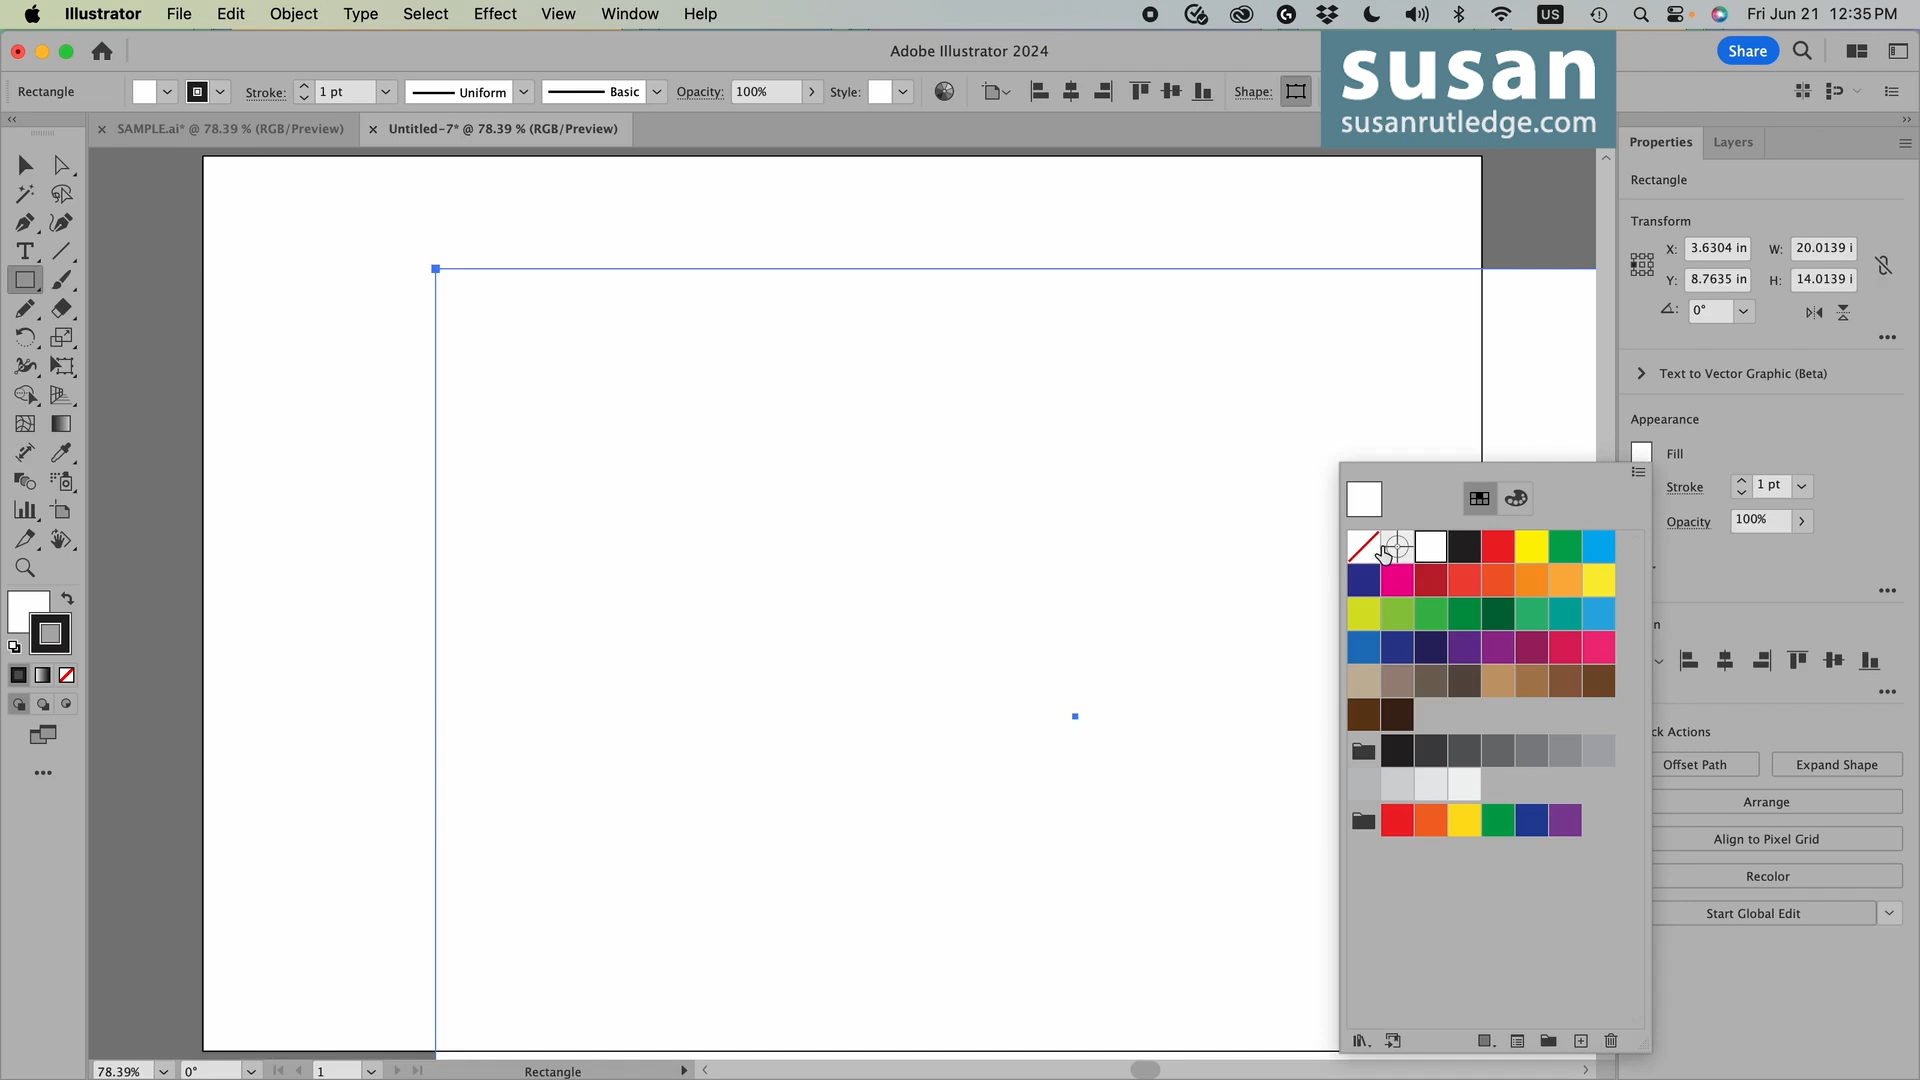 Illustrator File Edit Object Type Select Effect View Window Help US Fri Jun 21 12:35 PM
Adobe Illustrator 2024 Share
susan
susanrutledge.com
Rectangle Stroke: 1 pt Uniform Basic Opacity: 100% Style: Shape:
SAMPLE.ai* @ 78.39 % (RGB/Preview) Untitled-7* @ 78.39 % (RGB/Preview)
Properties Layers
Rectangle
Transform
X: 3.6304 in W: 20.0139 i
Y: 8.7635 in H: 14.0139 i
0°
Text to Vector Graphic (Beta)
Appearance
Fill
Stroke 1 pt
Opacity 100%
n
ck Actions
Offset Path Expand Shape
Arrange
Align to Pixel Grid
Recolor
Start Global Edit
78.39% 0° 1 Rectangle